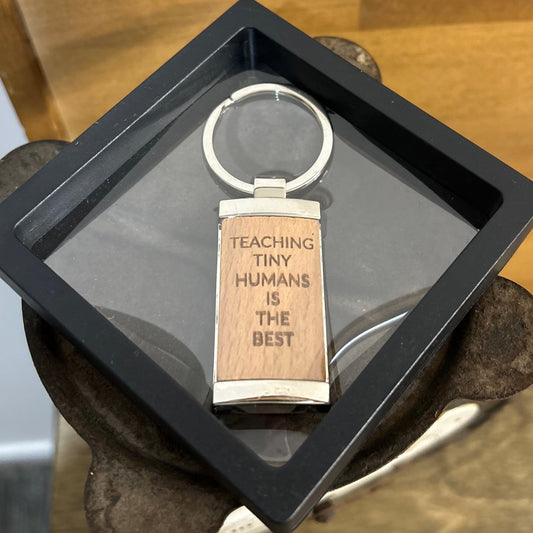 TEACHING
TINY
HUMANS
IS
THE
BEST